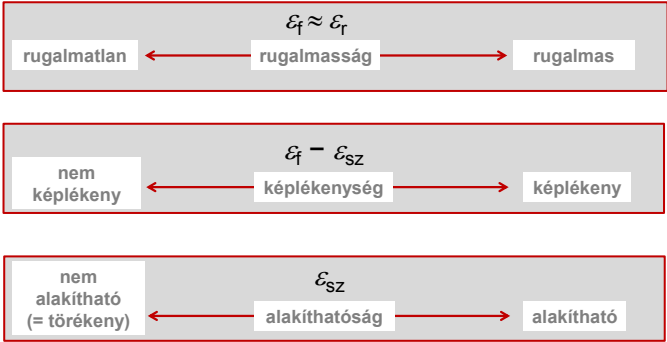 εf ≈ εr
rugalmatlan rugalmasság rugalmas
εf − εsz
nem
képlékeny képlékenység képlékeny
εsz
nem
alakítható
(= törékeny) alakíthatóság alakítható